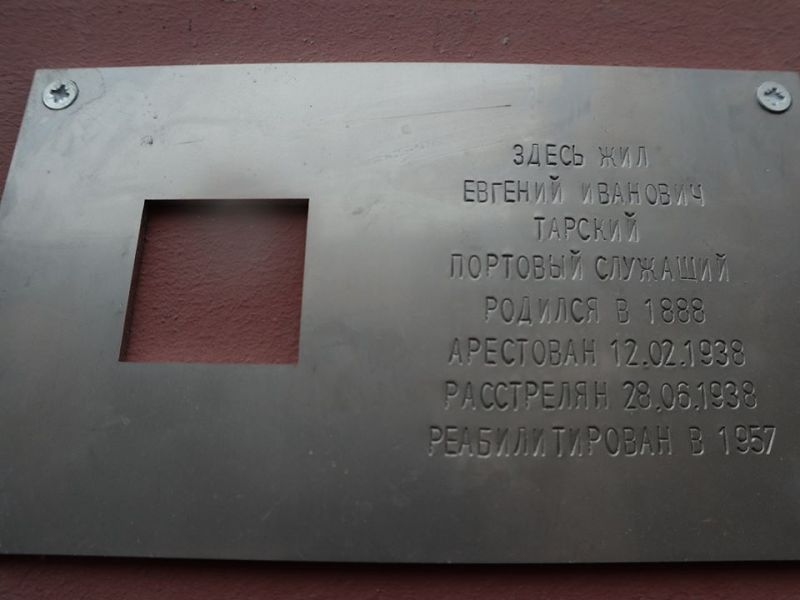 ЗДЕСЬ ЖИЛ
ЕВГЕНИЙ ИВАНОВИЧ
ТАРСКИЙ
ПОРТОВЫЙ СЛУЖАЩИЙ
РОДИЛСЯ В 1888
АРЕСТОВАН 12.02.1938
РАССТРЕЛЯН 28.06.1938
РЕАБИЛИТИРОВАН В 1957